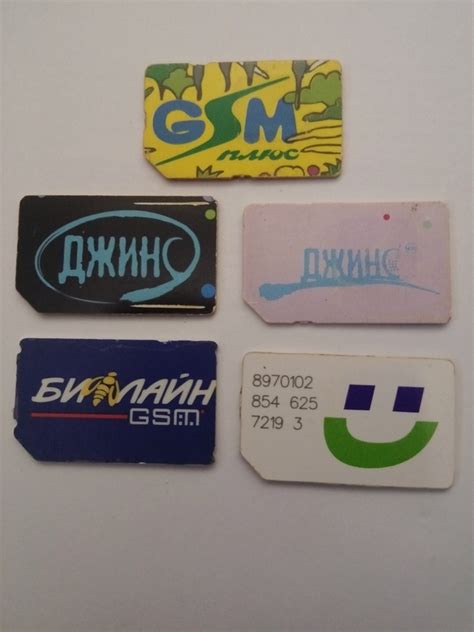 GSM
ПЛЮС
ДЖИНС
ДЖИНС
БИЛАЙН
GSM
8970102
854 625
7219 3